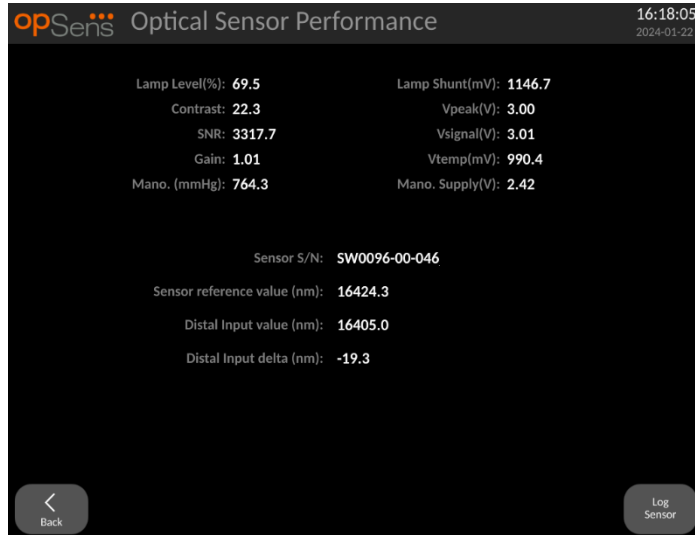 opSens Optical Sensor Performance 16:18:05
2024-01-22
Lamp Level(%): 69.5 Lamp Shunt(mV): 1146.7
Contrast: 22.3 Vpeak(V): 3.00
SNR: 3317.7 Vsignal(V): 3.01
Gain: 1.01 Vtemp(mV): 990.4
Mano. (mmHg): 764.3 Mano. Supply(V): 2.42
Sensor S/N: SW0096-00-046
Sensor reference value (nm): 16424.3
Distal Input value (nm): 16405.0
Distal Input delta (nm): -19.3
Back
Log
Sensor